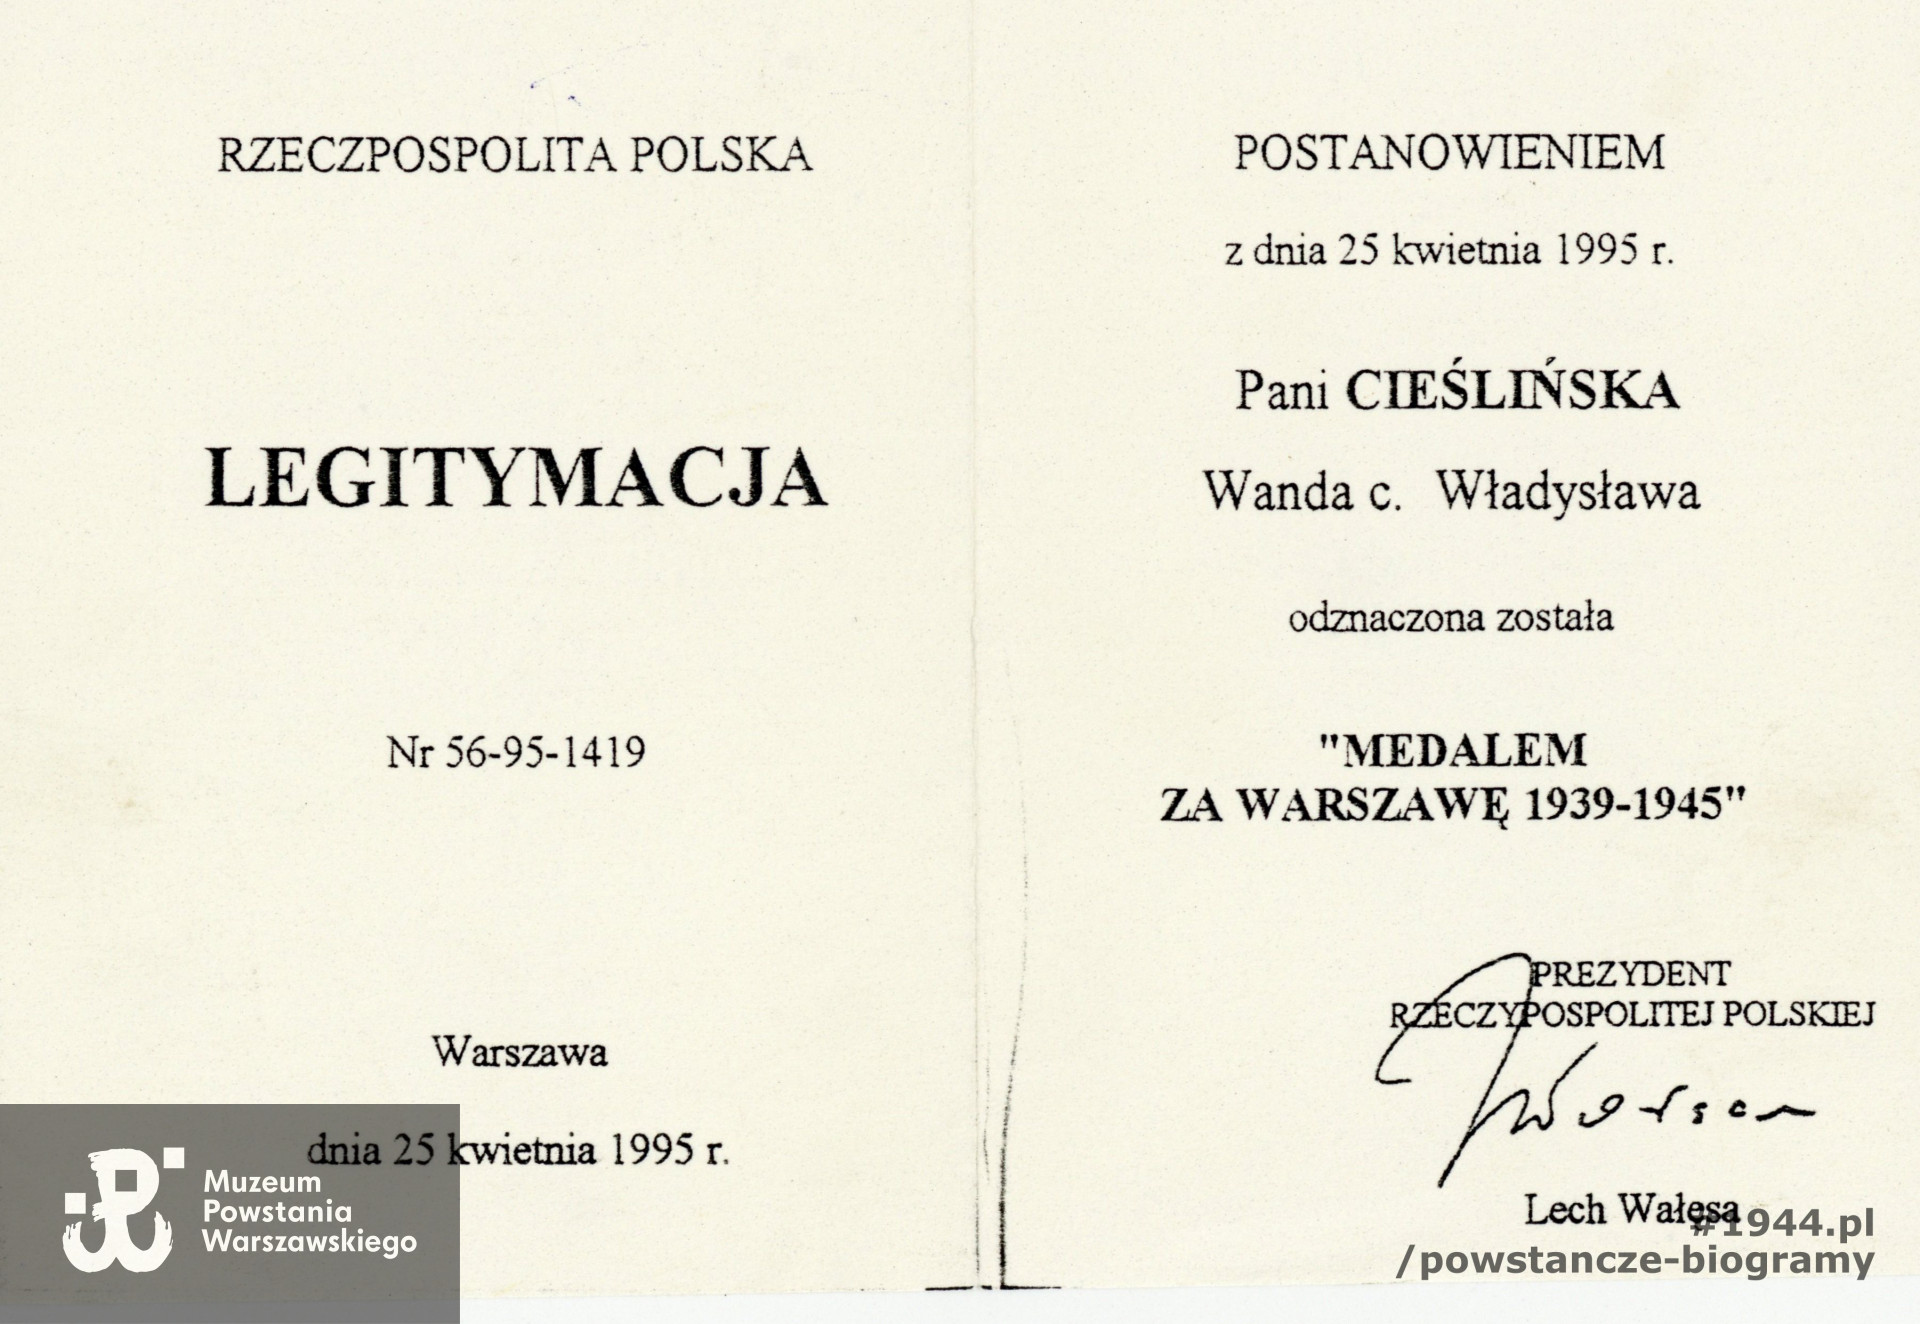 RZECZPOSPOLITA POLSKA
LEGITYMACJA
Nr 56-95-1419
Warszawa
dnia 25 kwietnia 1995 r.
POSTANOWIENIEM
z dnia 25 kwietnia 1995 r.
Pani CIEŚLIŃSKA
Wanda c. Władysława
odznaczona została
"MEDALEM
ZA WARSZAWĘ 1939-1945"
PREZYDENT
RZECZYPOSPOLITEJ POLSKIEJ
Lech Wałęsa
Muzeum
Powstania
Warszawskiego
#1944.pl
/powstancze-biogramy